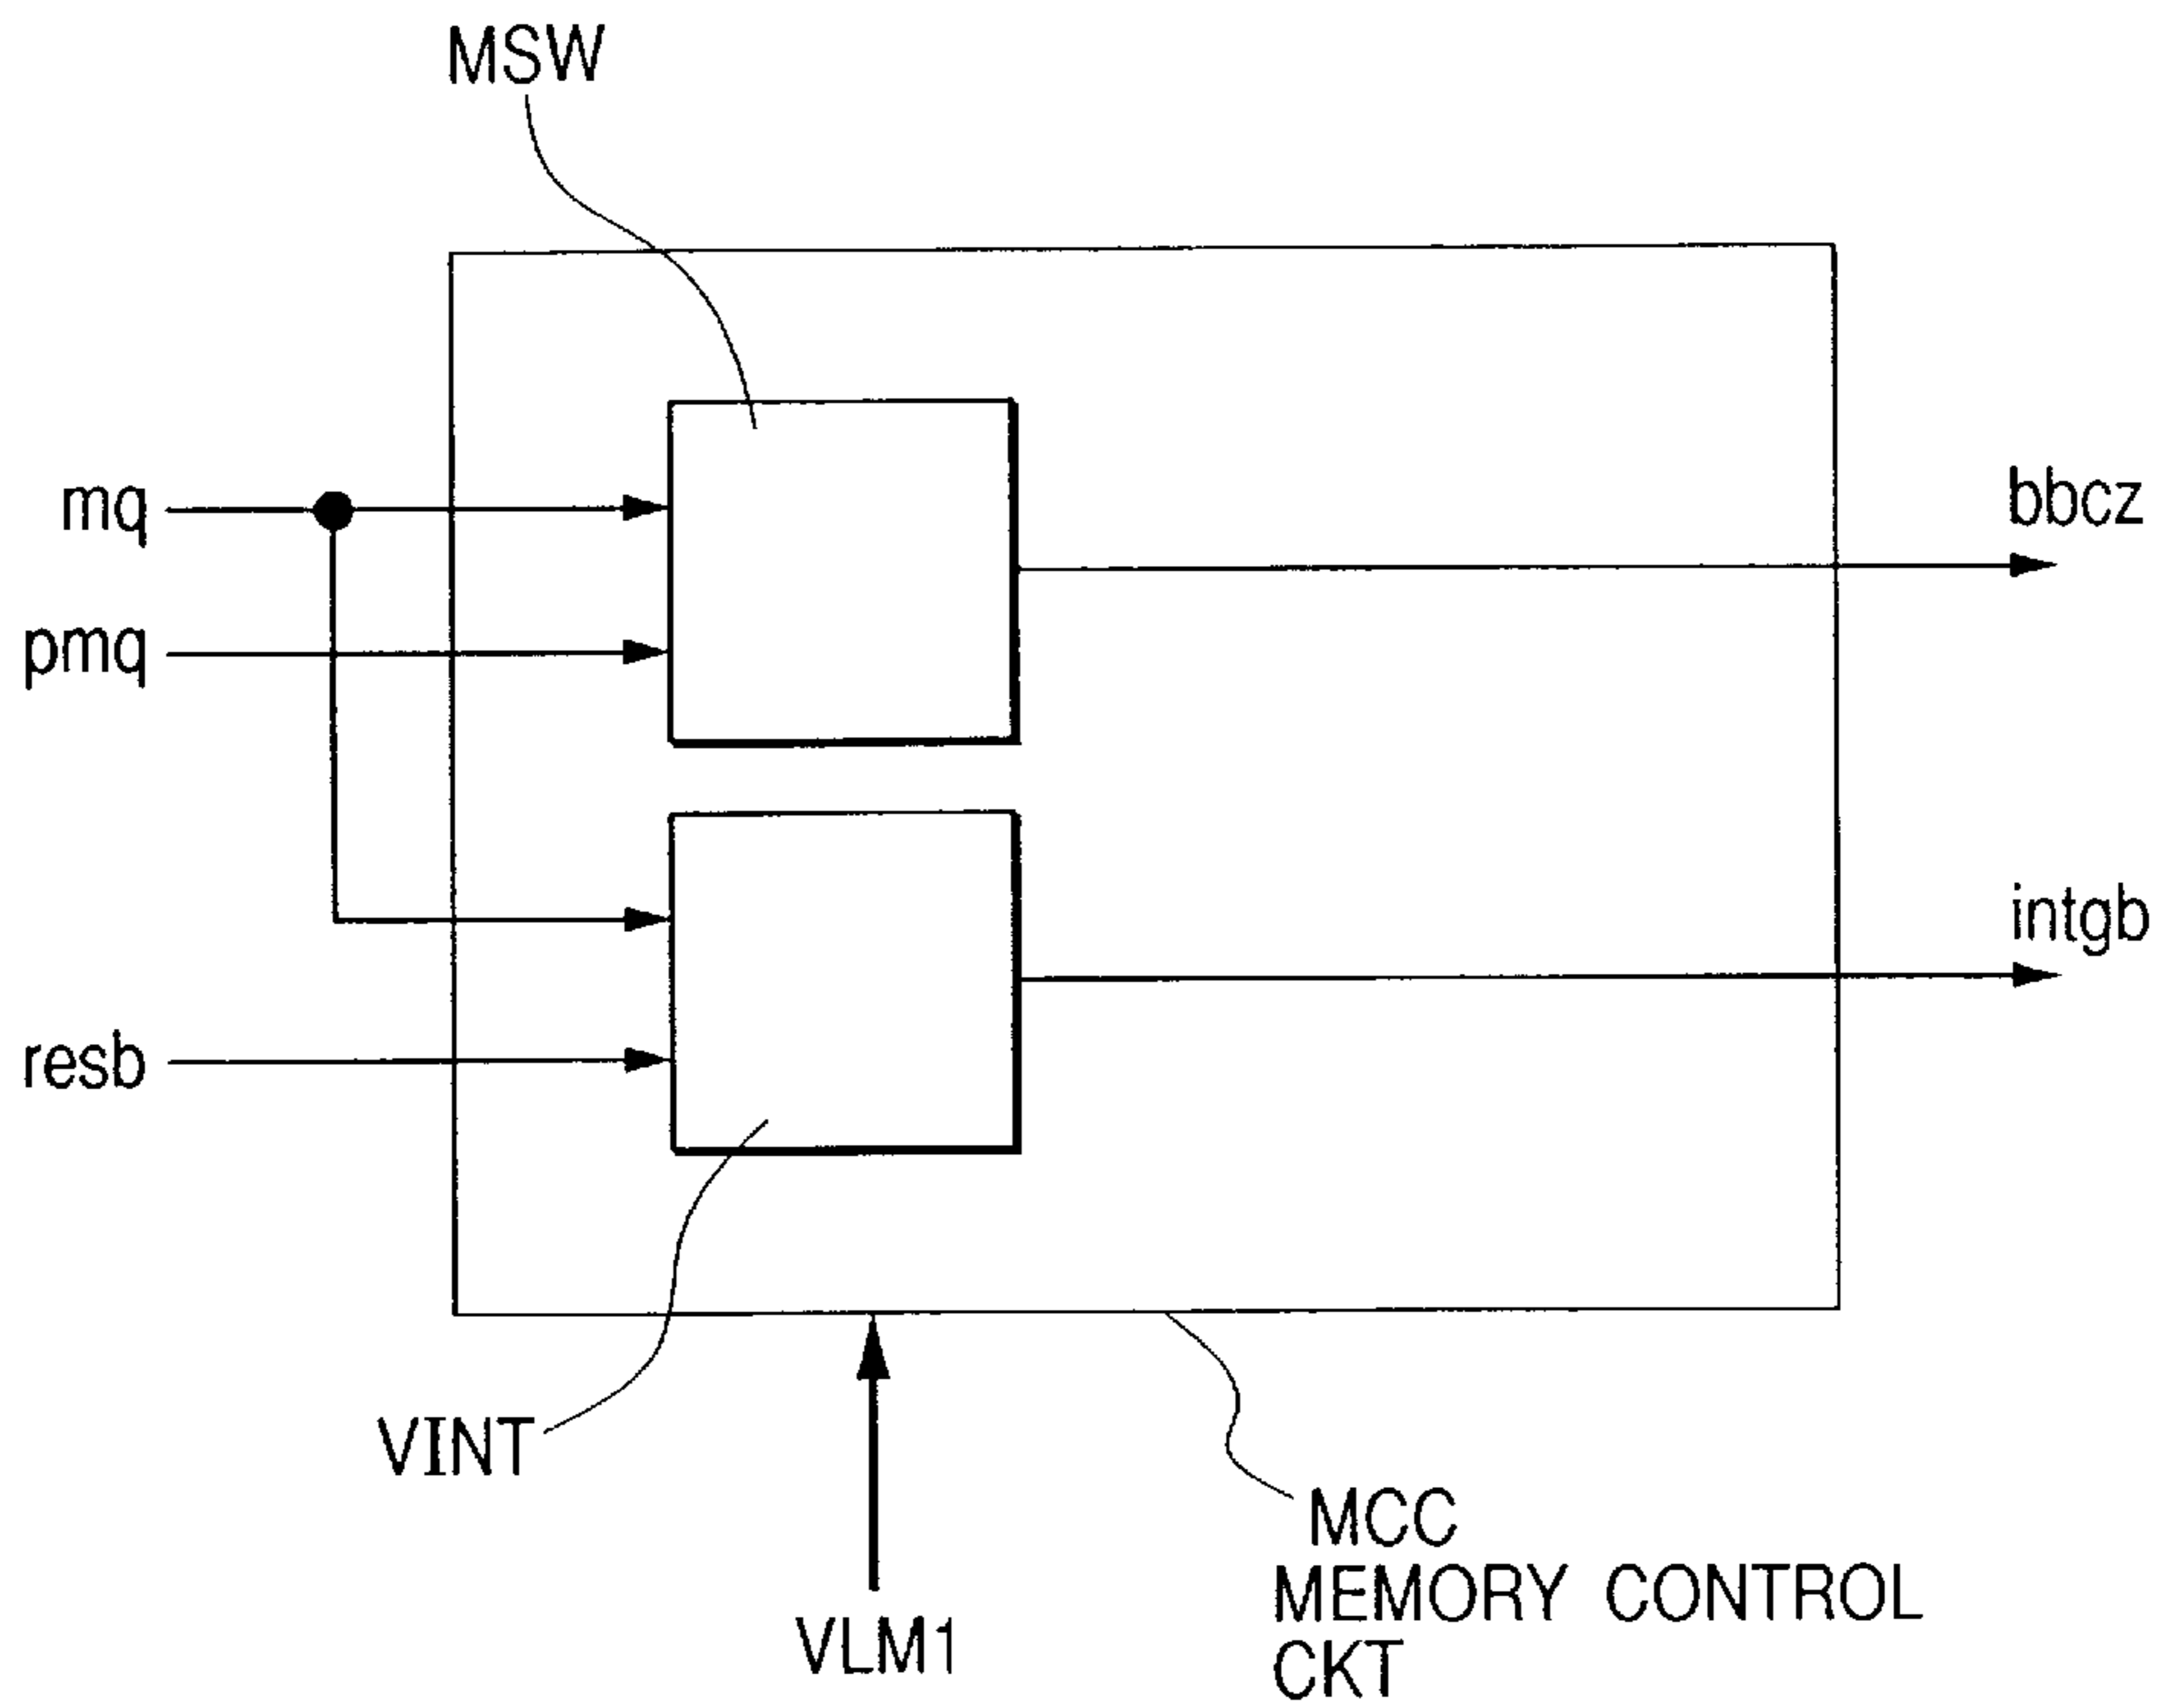 MSW
mq
bbcz
pmq
intgb
resb
VINT
MCC
MEMORY CONTROL
CKT
VLM1